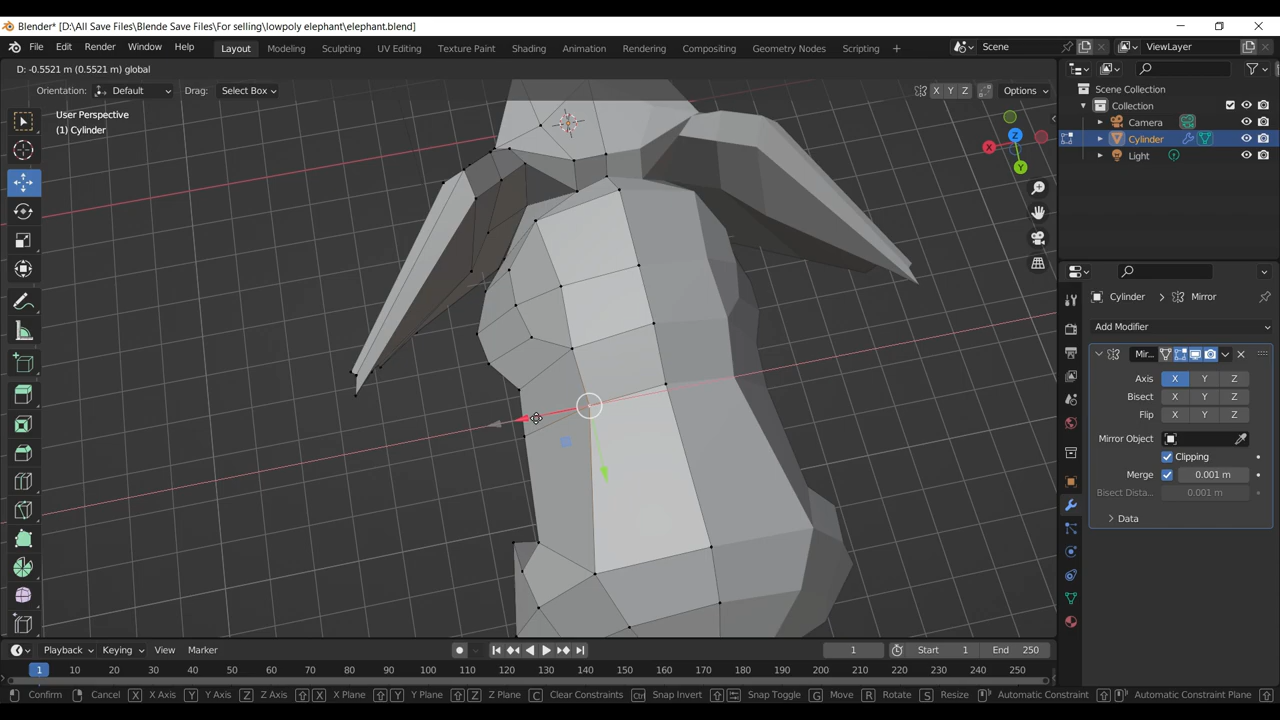 Blender* [D:\All Save Files\Blende Save Files\For selling\lowpoly elephant\elephant.blend]
File Edit Render Window Help Layout Modeling Sculpting UV Editing Texture Paint Shading Animation Rendering Compositing Geometry Nodes Scripting + Scene ViewLayer
D: -0.5521 m (0.5521 m) global
Orientation: Default Drag: Select Box X Y Z Options
Scene Collection
Collection
Camera
Cylinder
Light
User Perspective
(1) Cylinder
Z
X
Y
Cylinder Mirror
Add Modifier
Mir...
Axis X Y Z
Bisect X Y Z
Flip X Y Z
Mirror Object
Clipping
Merge 0.001 m
Bisect Dista... 0.001 m
Data
Playback Keying View Marker 1 Start 1 End 250
1 10 20 30 40 50 60 70 80 90 100 110 120 130 140 150 160 170 180 190 200 210 220 230 240 250
Confirm Cancel X X Axis Y Y Axis Z Z Axis X X Plane Y Y Plane Z Z Plane C Clear Constraints Ctrl Snap Invert Snap Toggle G Move R Rotate S Resize Automatic Constraint Automatic Constraint Plane